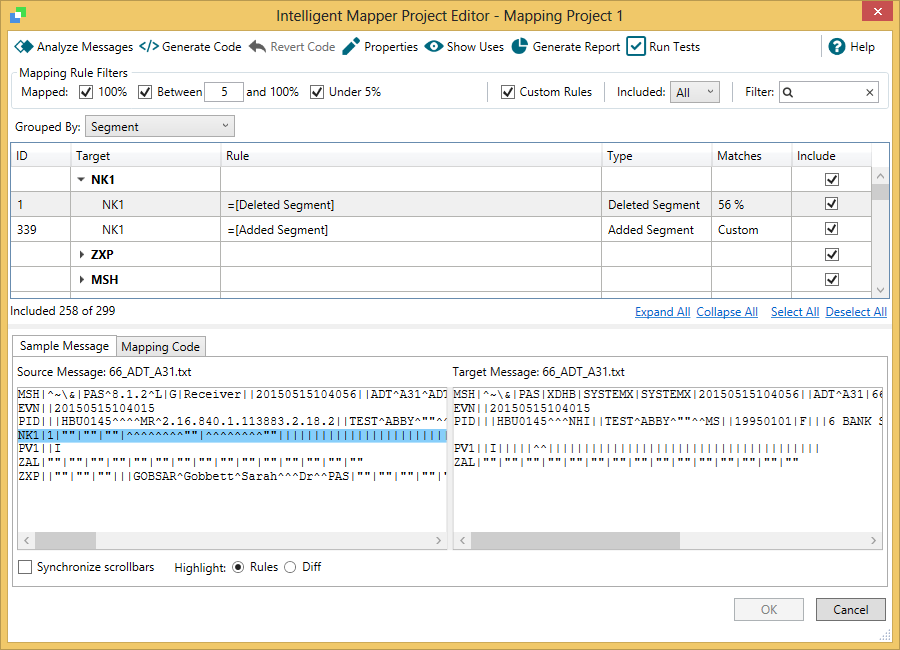 Intelligent Mapper Project Editor - Mapping Project 1
Analyze Messages </> Generate Code Revert Code Properties Show Uses Generate Report Run Tests Help
Mapping Rule Filters
Mapped: 100% Between 5 and 100% Under 5% Custom Rules Included: All Filter:
Grouped By: Segment
ID Target Rule Type Matches Include
NK1
1 NK1 =[Deleted Segment] Deleted Segment 56 %
339 NK1 =[Added Segment] Added Segment Custom
ZXP
MSH
Included 258 of 299 Expand All Collapse All Select All Deselect All
Sample Message Mapping Code
Source Message: 66_ADT_A31.txt Target Message: 66_ADT_A31.txt
MSH|^~\&|PAS^8.1.2^L|G|Receiver||20150515104056||ADT^A31^ADT MSH|^~\&|PAS|XDHB|SYSTEMX|SYSTEMX|20150515104056||ADT^A31|66
EVN||20150515104015 EVN||20150515104015
PID|||HBU0145^^^^MR^2.16.840.1.113883.2.18.2||TEST^ABBY^""^^ PID|||HBU0145^^^NHI||TEST^ABBY^""^^MS||19950101|F|||6 BANK S
NK1|1|""|""|""|^^^^^^^^""|^^^^^^^^""||||||||||||||||||||||||
PV1||I PV1||I|||||^^|||||||||||||||||||||||||||||||||||||
ZAL|""|""|""|""|""|""|""|""|""|""|"" ZAL|""|""|""|""|""|""|""|""|""|""|""
ZXP||""|""|""|||GOBSAR^Gobbett^Sarah^^^Dr^^PAS|""|""|""|""|"
Synchronize scrollbars Highlight: Rules Diff
OK Cancel